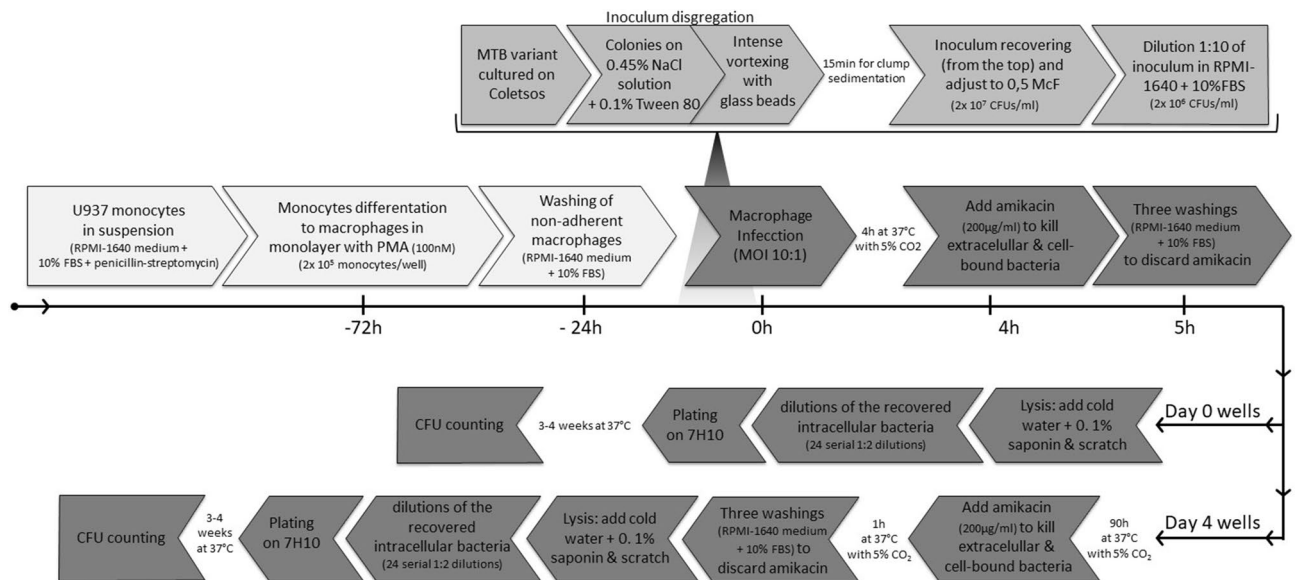 Inoculum disgregation
MTB variant
cultured on
Coletsos
Colonies on
0.45% NaCl
solution
+ 0.1% Tween 80
Intense
vortexing
with
glass beads
15min for clump
sedimentation
Inoculum recovering
(from the top) and
adjust to 0,5 McF
(2x 10⁷ CFUs/ml)
Dilution 1:10 of
inoculum in RPMI-
1640 + 10%FBS
(2x 10⁶ CFUs/ml)
U937 monocytes
in suspension
(RPMI-1640 medium +
10% FBS + penicillin-streptomycin)
Monocytes differentation
to macrophages in
monolayer with PMA (100nM)
(2x 10⁵ monocytes/well)
Washing of
non-adherent
macrophages
(RPMI-1640 medium
+ 10% FBS)
Macrophage
Infecction
(MOI 10:1)
4h at 37°C
with 5% CO2
Add amikacin
(200µg/ml) to kill
extracelullar & cell-
bound bacteria
Three washings
(RPMI-1640 medium
+ 10% FBS)
to discard amikacin
-72h
- 24h
0h
4h
5h
CFU counting
3-4 weeks at 37°C
Plating
on 7H10
dilutions of the recovered
intracellular bacteria
(24 serial 1:2 dilutions)
Lysis: add cold
water + 0. 1%
saponin & scratch
Day 0 wells
CFU counting
3-4
weeks
at 37°C
Plating
on 7H10
dilutions of the
recovered
intracellular bacteria
(24 serial 1:2 dilutions)
Lysis: add cold
water + 0. 1%
saponin & scratch
Three washings
(RPMI-1640 medium
+ 10% FBS) to
discard amikacin
1h
at 37°C
with 5% CO₂
Add amikacin
(200µg/ml) to kill
extracelullar &
cell-bound bacteria
90h
at 37°C
with 5% CO₂
Day 4 wells